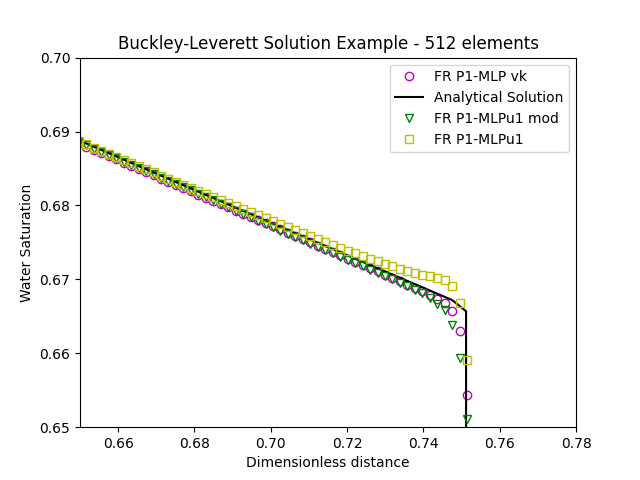 Buckley-Leverett Solution Example - 512 elements
FR P1-MLP vk
Analytical Solution
FR P1-MLPu1 mod
FR P1-MLPu1
Water Saturation
0.70
0.69
0.68
0.67
0.66
0.65
0.66
0.68
0.70
0.72
0.74
0.76
0.78
Dimensionless distance